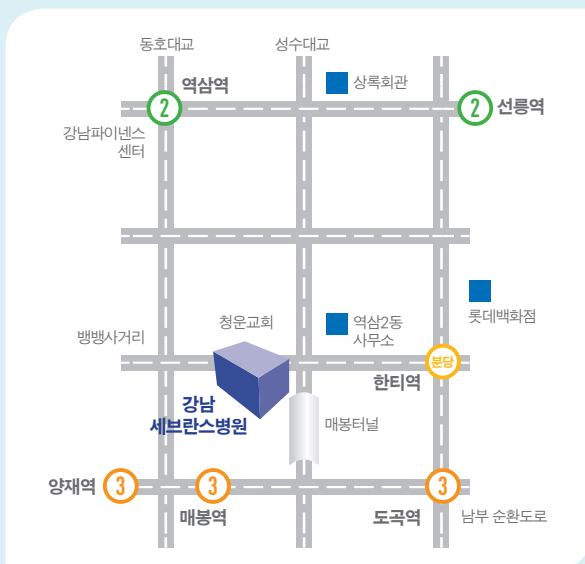 동호대교
성수대교
역삼역
상록회관
2
2
선릉역
강남파이낸스
센터
롯데백화점
청운교회
역삼2동
사무소
뱅뱅사거리
분당
한티역
강남
세브란스병원
매봉터널
양재역
3
3
3
매봉역
도곡역
남부 순환도로